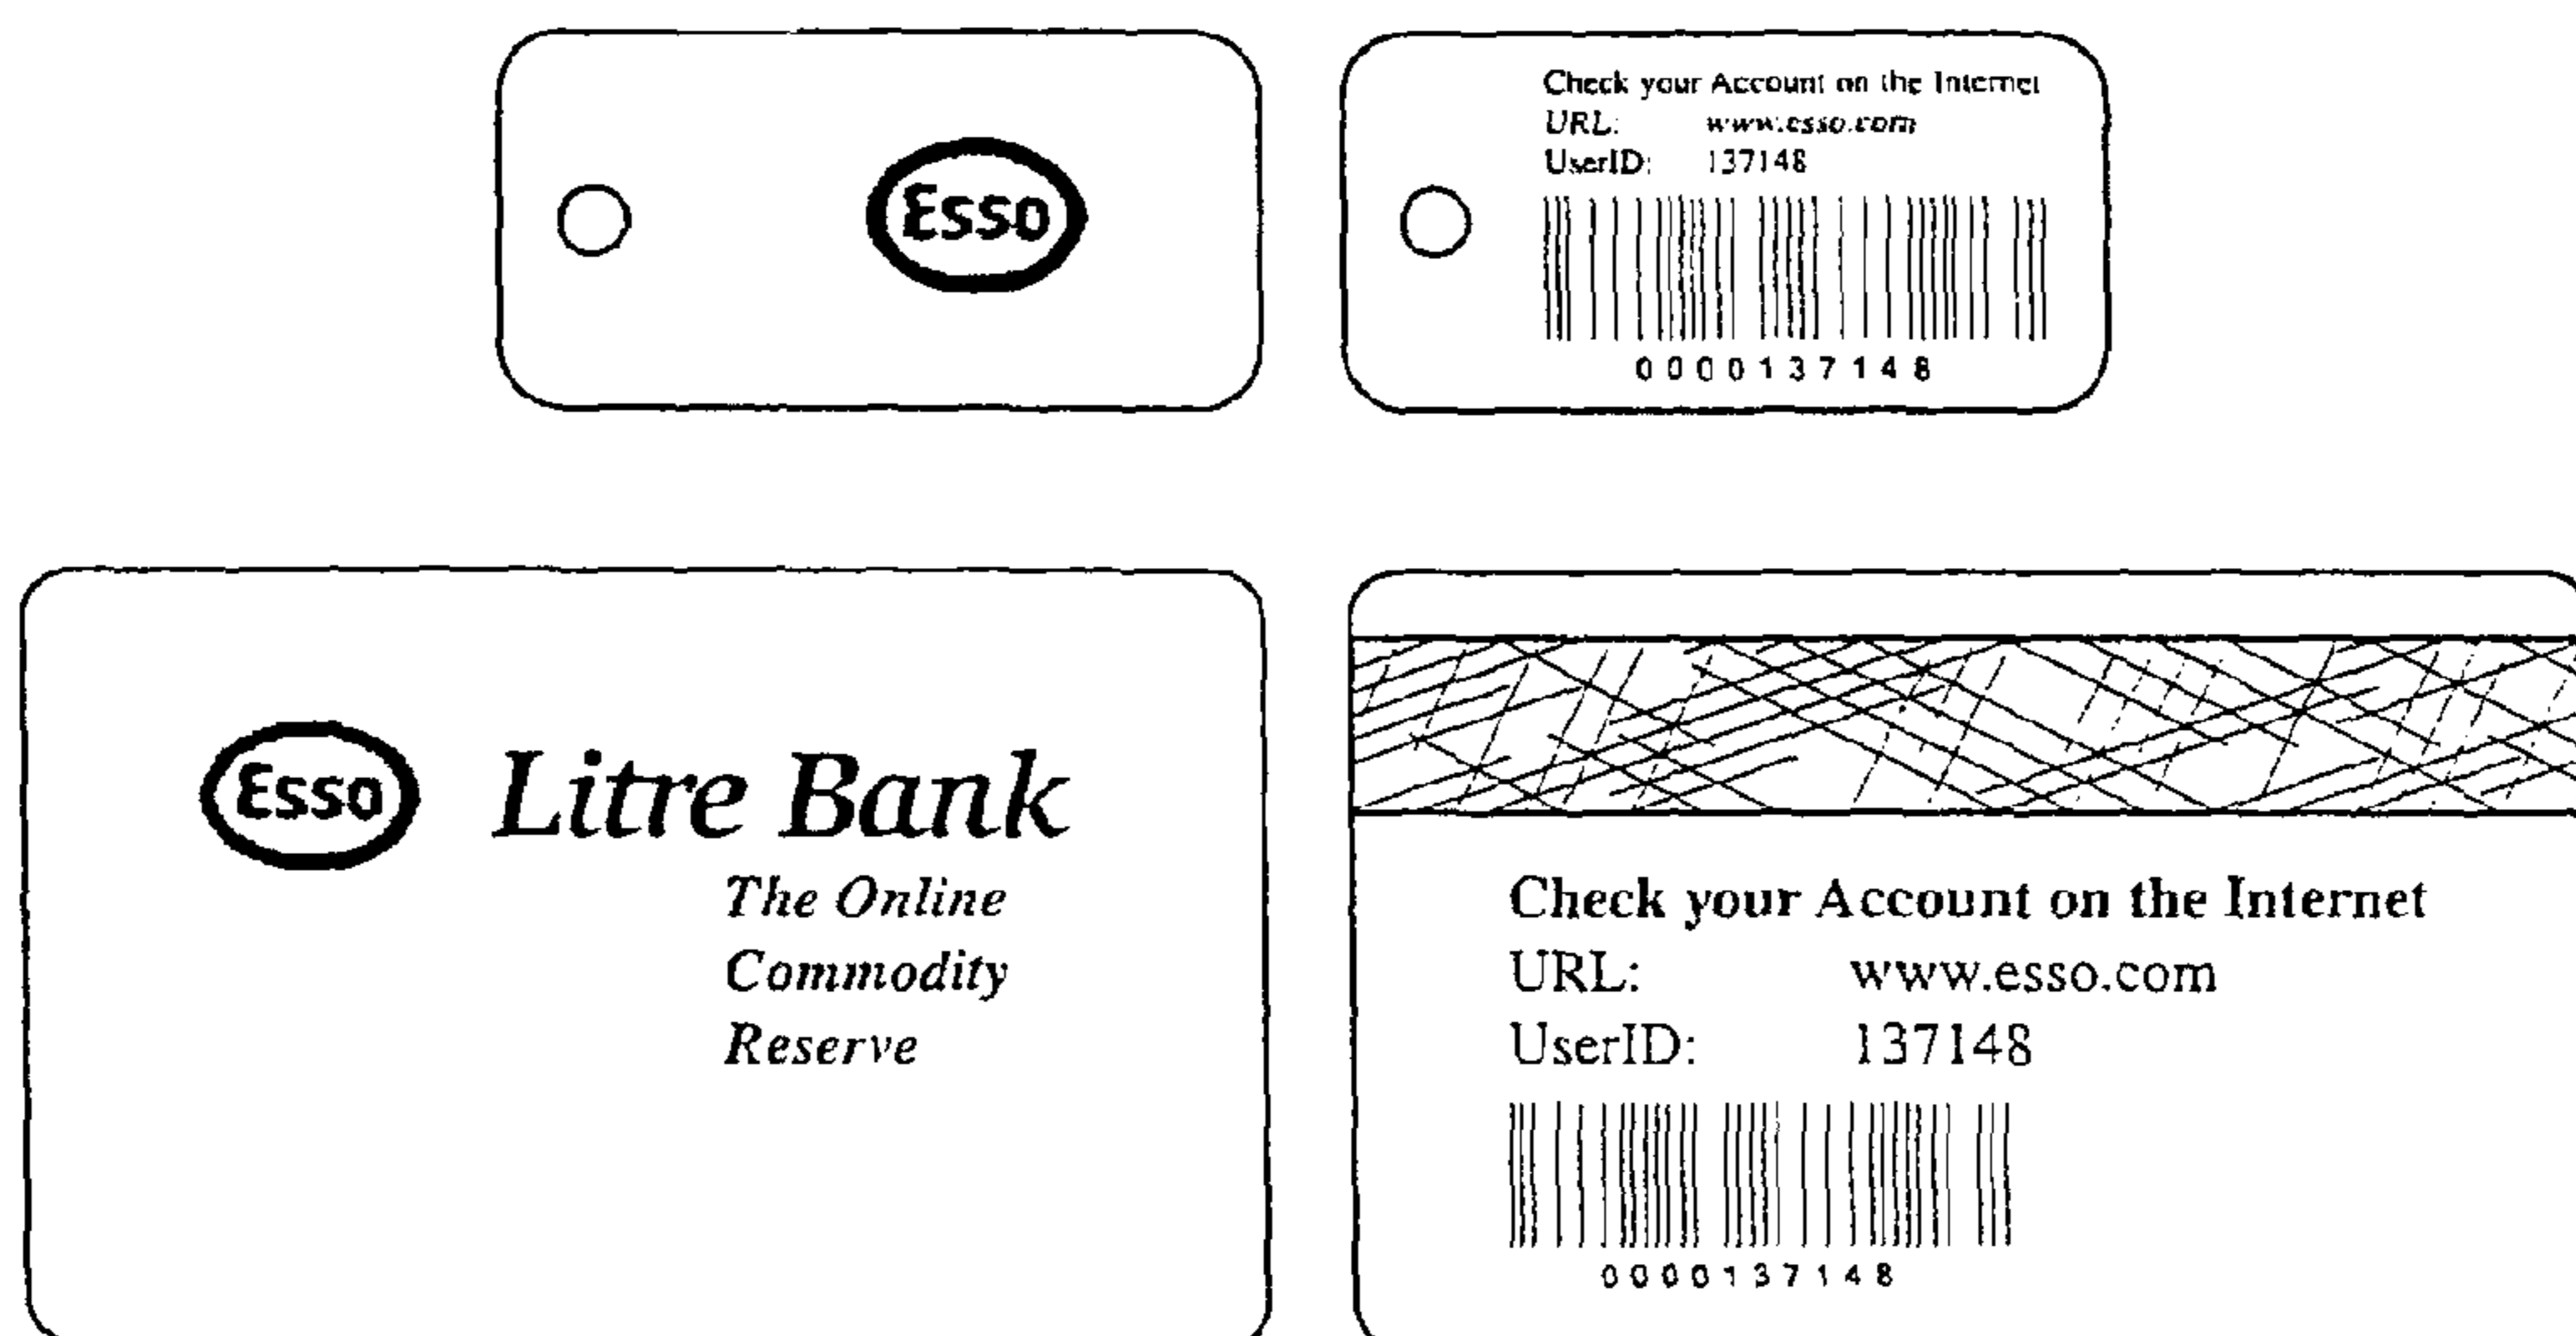 Esso
Check your Account on the Internet
URL: www.esso.com
UserID: 137148
0000137148
Esso Litre Bank
The Online
Commodity
Reserve
Check your Account on the Internet
URL: www.esso.com
UserID: 137148
0000137148